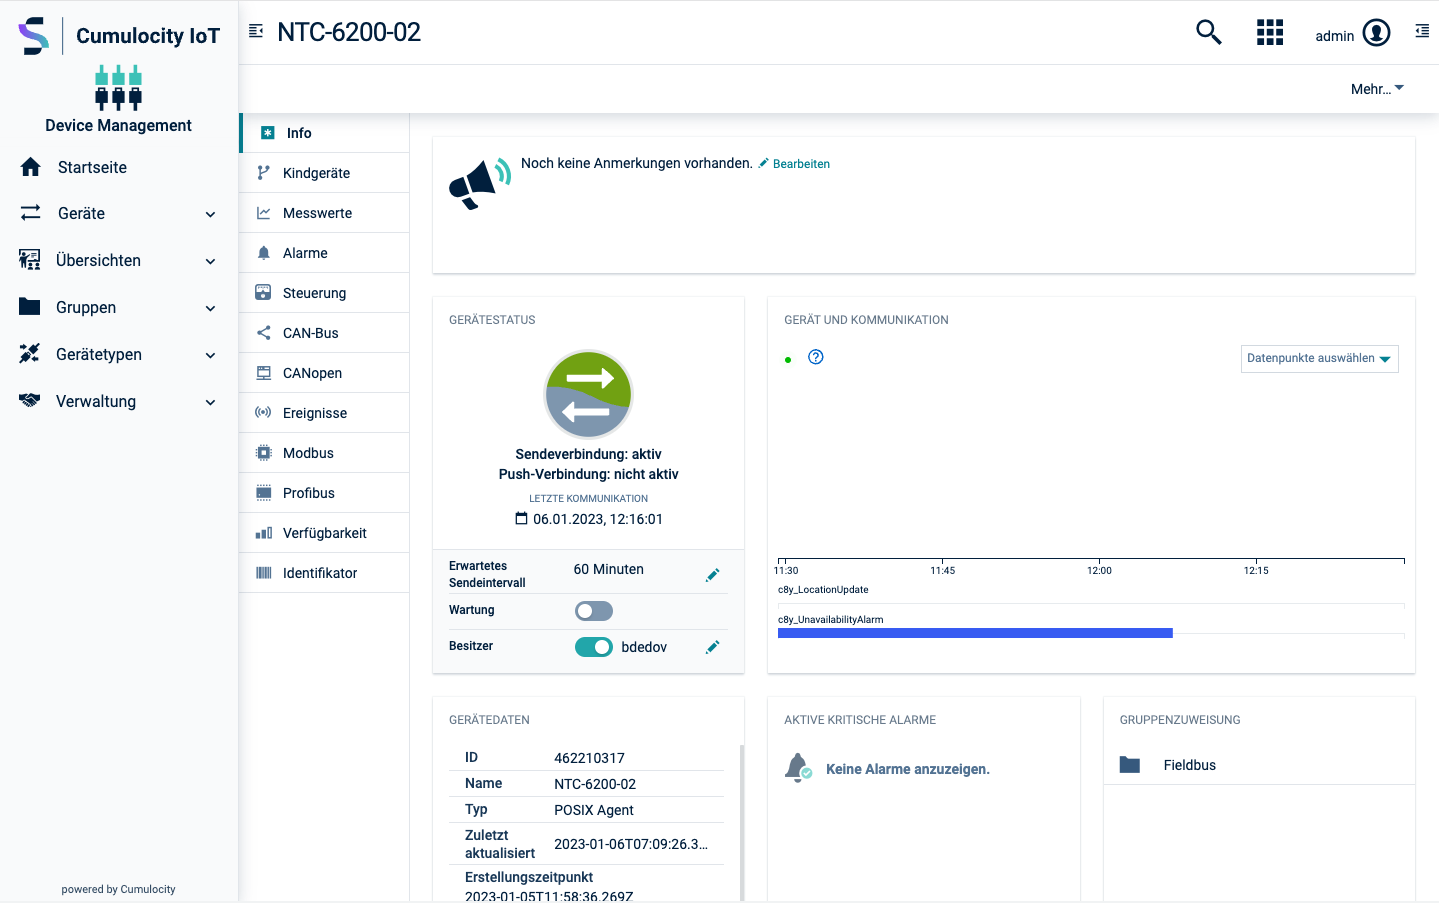 Cumulocity IoT
Device Management
Startseite
Geräte
Übersichten
Gruppen
Gerätetypen
Verwaltung
powered by Cumulocity
NTC-6200-02
admin
Mehr...
Info
Kindgeräte
Messwerte
Alarme
Steuerung
CAN-Bus
CANopen
Ereignisse
Modbus
Profibus
Verfügbarkeit
Identifikator
Noch keine Anmerkungen vorhanden. Bearbeiten
GERÄTESTATUS
Sendeverbindung: aktiv
Push-Verbindung: nicht aktiv
LETZTE KOMMUNIKATION
06.01.2023, 12:16:01
Erwartetes
Sendeintervall
60 Minuten
Wartung
Besitzer
bdedov
GERÄT UND KOMMUNIKATION
Datenpunkte auswählen
11:30 11:45 12:00 12:15
c8y_LocationUpdate
c8y_UnavailabilityAlarm
GERÄTEDATEN
ID 462210317
Name NTC-6200-02
Typ POSIX Agent
Zuletzt
aktualisiert
2023-01-06T07:09:26.3...
Erstellungszeitpunkt
2023-01-05T11:58:36.269Z
AKTIVE KRITISCHE ALARME
Keine Alarme anzuzeigen.
GRUPPENZUWEISUNG
Fieldbus